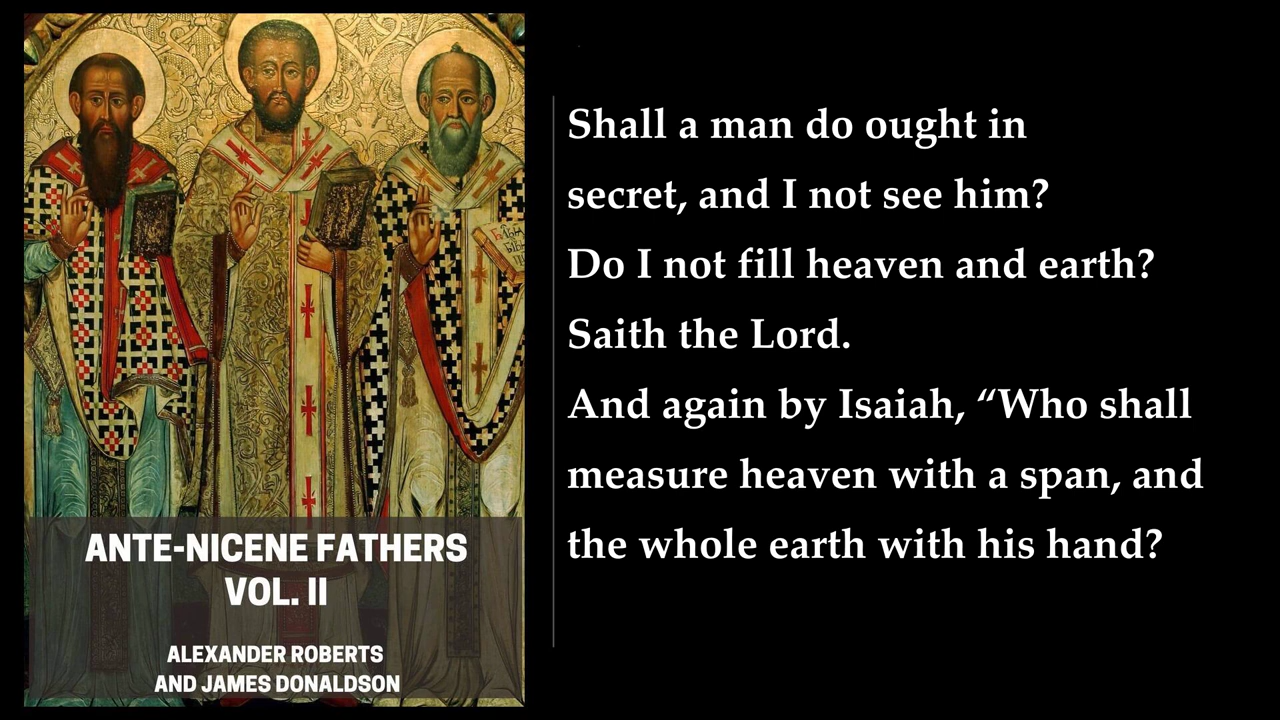 ANTE-NICENE FATHERS
VOL. II
ALEXANDER ROBERTS
AND JAMES DONALDSON
Shall a man do ought in
secret, and I not see him?
Do I not fill heaven and earth?
Saith the Lord.
And again by Isaiah, “Who shall
measure heaven with a span, and
the whole earth with his hand?